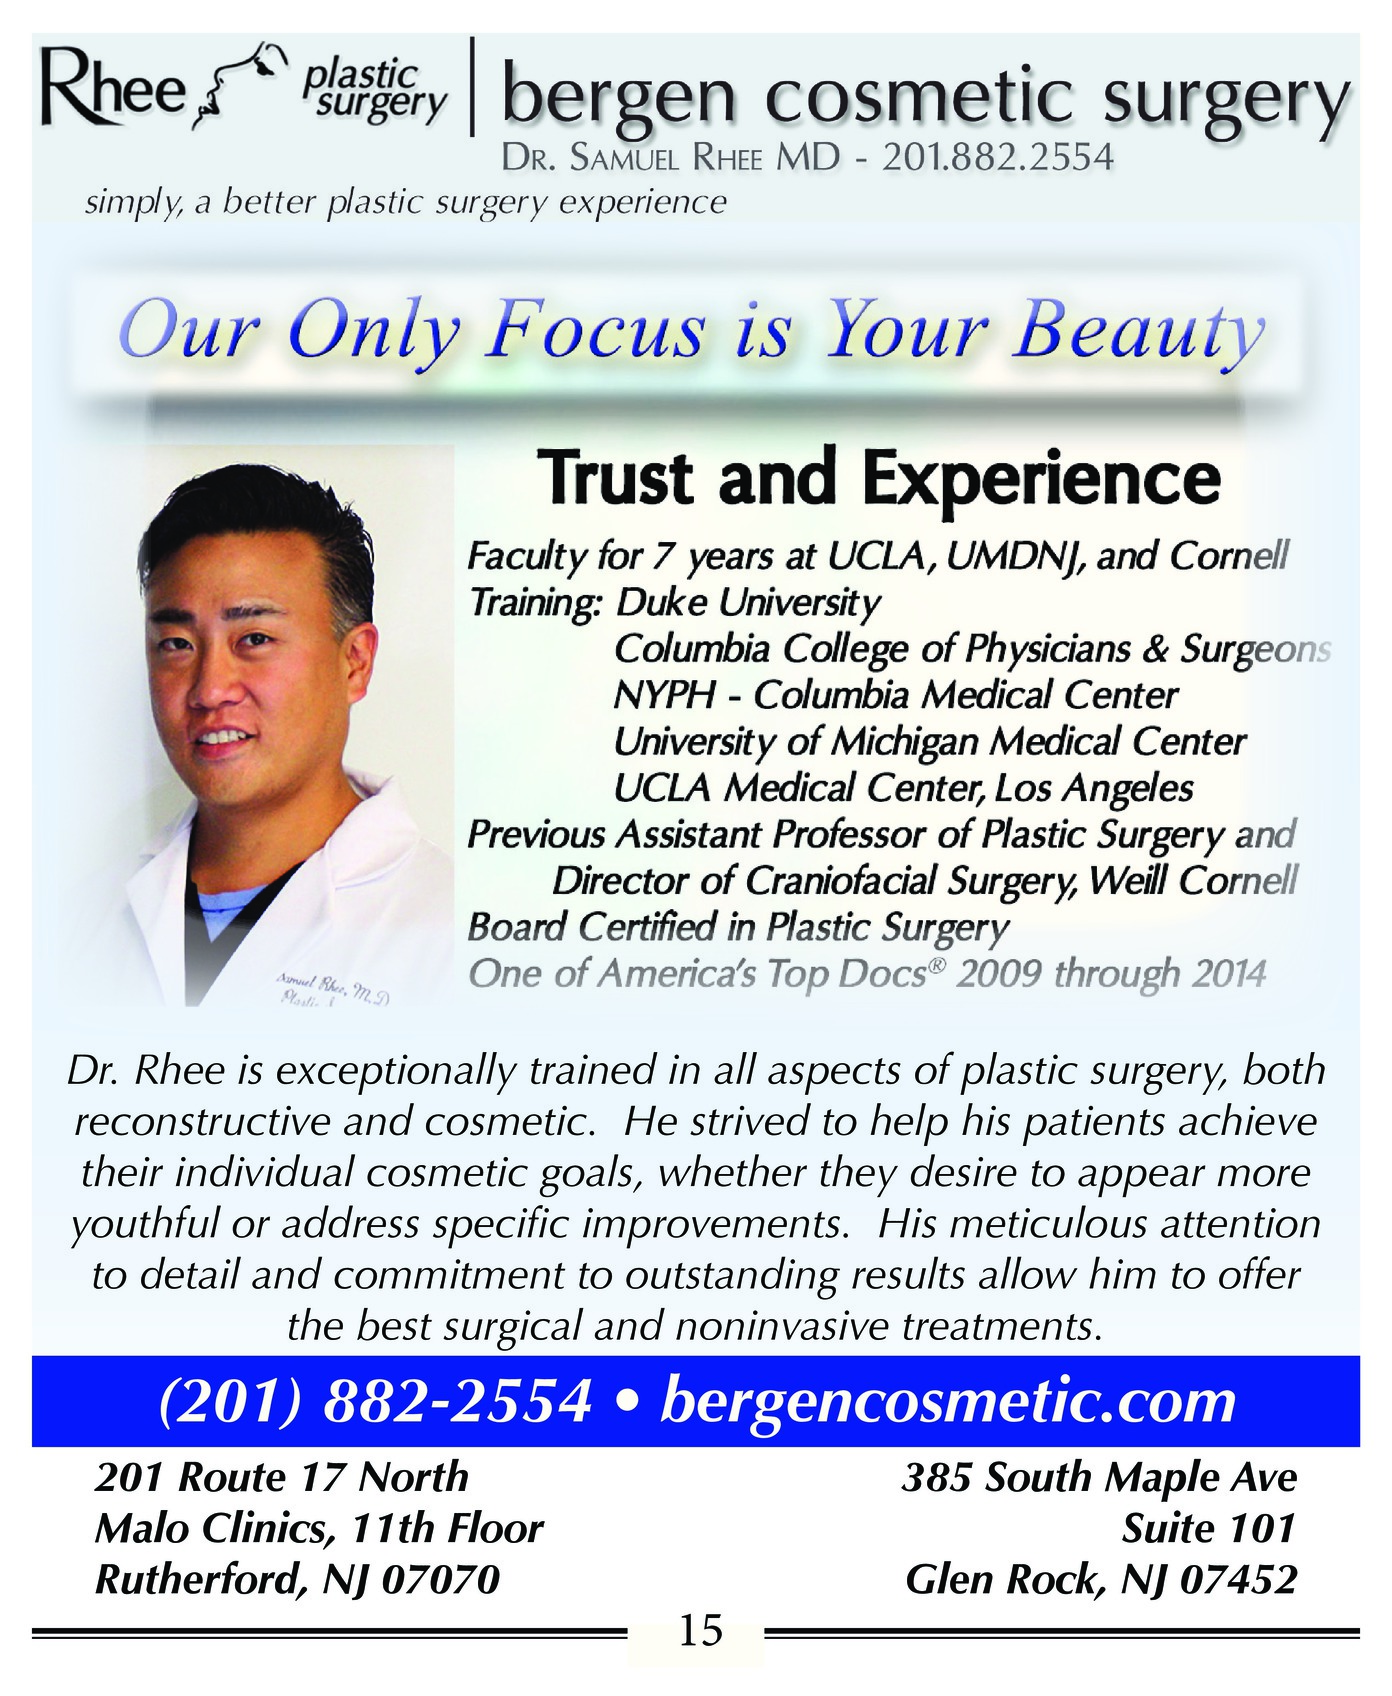 Rhee plastic surgery
bergen cosmetic surgery
DR. SAMUEL RHEE MD - 201.882.2554
simply, a better plastic surgery experience
Our Only Focus is Your Beauty
Trust and Experience
Faculty for 7 years at UCLA, UMDNJ, and Cornell
Training: Duke University
Columbia College of Physicians & Surgeons
NYPH - Columbia Medical Center
University of Michigan Medical Center
UCLA Medical Center, Los Angeles
Previous Assistant Professor of Plastic Surgery and
Director of Craniofacial Surgery, Weill Cornell
Board Certified in Plastic Surgery
One of America's Top Docs® 2009 through 2014
Samuel Rhee, M.D
Dr. Rhee is exceptionally trained in all aspects of plastic surgery, both
reconstructive and cosmetic.  He strived to help his patients achieve
their individual cosmetic goals, whether they desire to appear more
youthful or address specific improvements.  His meticulous attention
to detail and commitment to outstanding results allow him to offer
the best surgical and noninvasive treatments.
(201) 882-2554 • bergencosmetic.com
201 Route 17 North
Malo Clinics, 11th Floor
Rutherford, NJ 07070
385 South Maple Ave
Suite 101
Glen Rock, NJ 07452
15